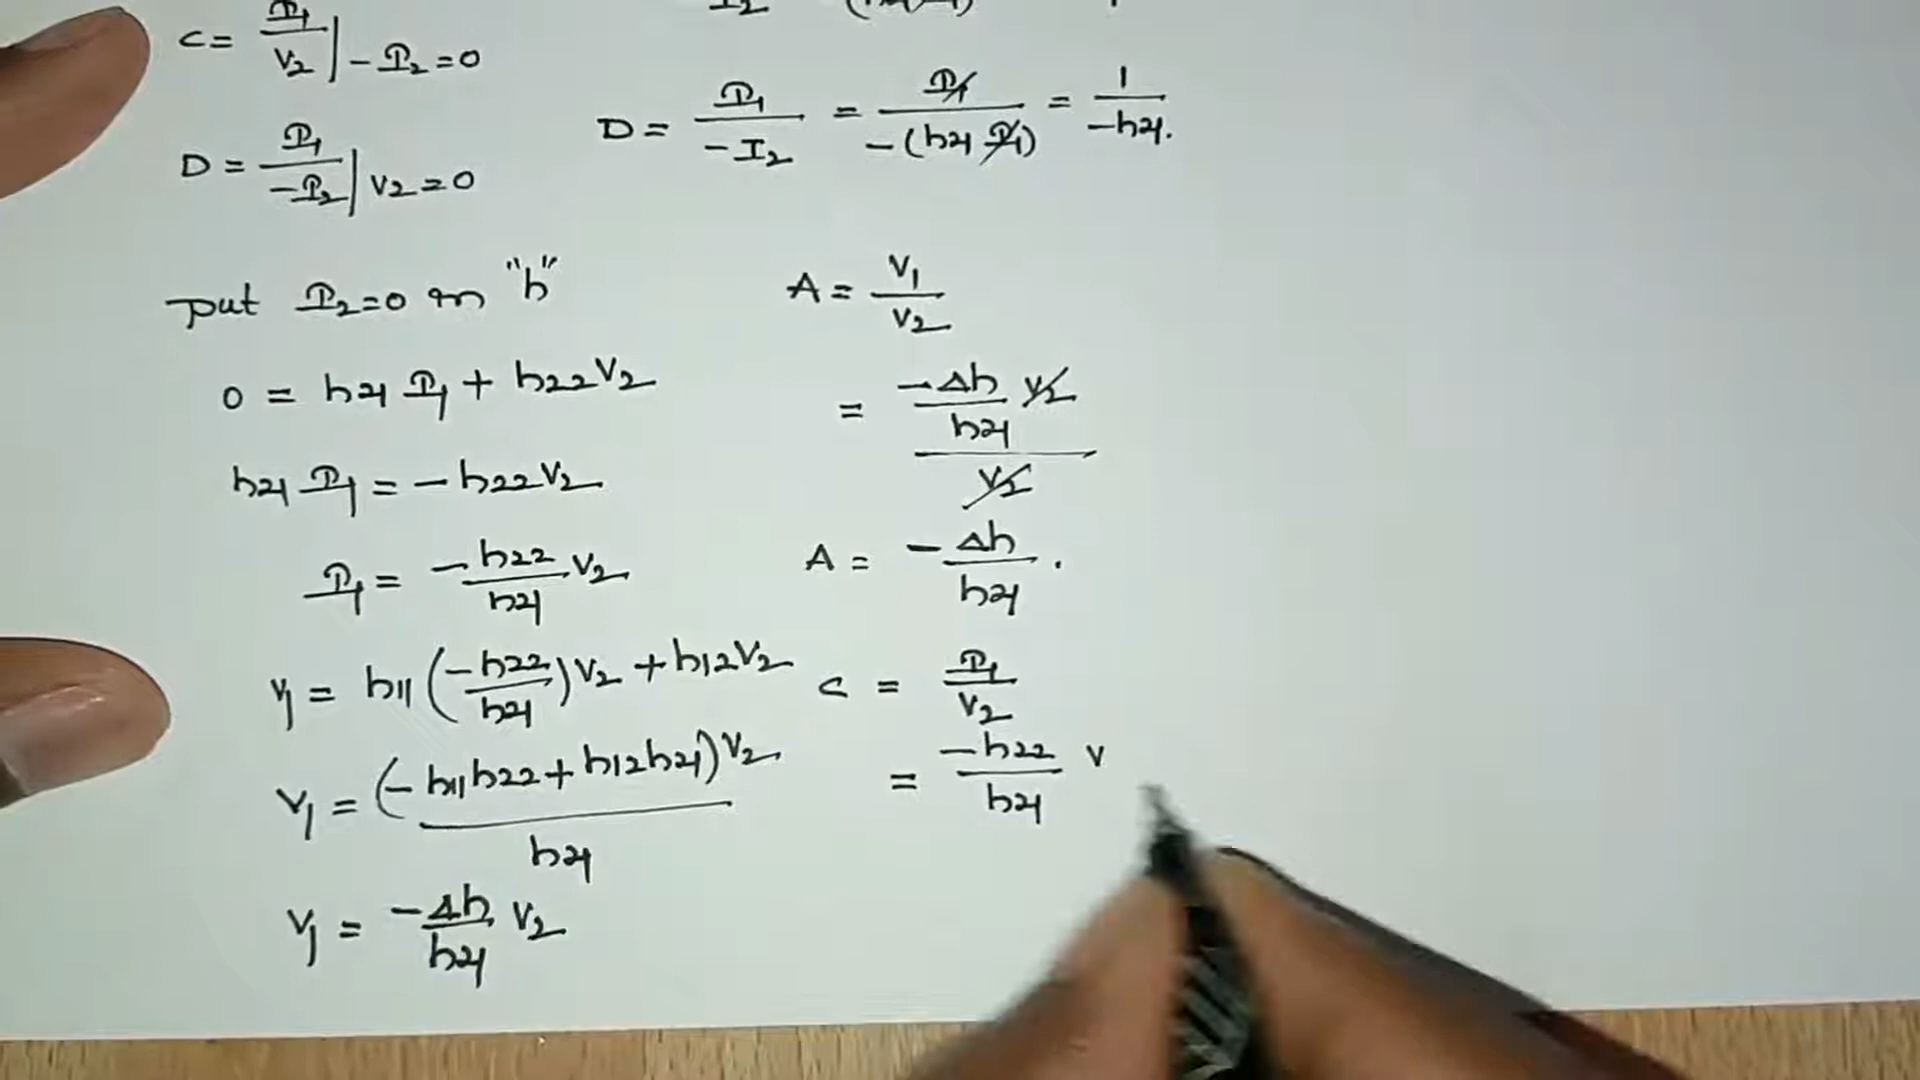 C = I1/V2 | -I2=0
D = I1/-I2 | V2=0
D = I1/-I2 = I1/-(h21 I1) = 1/-h21.
put I2=0 in "h"
0 = h21 I1 + h22 V2
h21 I1 = -h22 V2
I1 = -h22/h21 V2
V1 = h11 (-h22/h21) V2 + h12 V2
V1 = (-h11 h22 + h12 h21) V2 / h21
V1 = -Δh/h21 V2
A = V1/V2
= -Δh/h21 V2 / V2
A = -Δh/h21 .
C = I1/V2
= -h22/h21 V